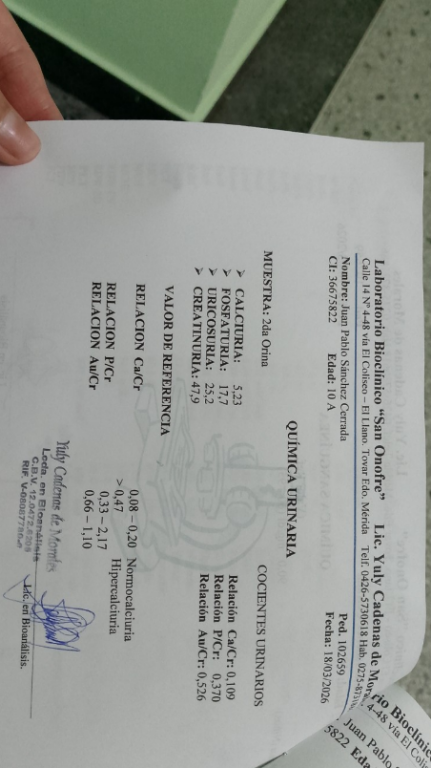 Laboratorio Bioclínico "San Onofre" Lic. Yuly Cadenas de
Calle 14 Nº 4-48 vía El Coliseo – El Llano. Tovar Edo. Mérida Telf. 0426-5730618 Hab.
Nombre: Juan Pablo Sánchez Cerrada Ped. 102659
CI: 36675822 Edad: 10 A Fecha: 18/03/2026
QUÍMICA URINARIA
MUESTRA: 2da Orina COCIENTES URINARIOS
➢ CALCIURIA: 5,23 Relación Ca/Cr: 0,109
➢ FOSFATURIA: 17,7 Relación P/Cr: 0,370
➢ URICOSURIA: 25,2 Relación Au/Cr: 0,526
➢ CREATINURIA: 47,9
VALOR DE REFERENCIA
RELACION Ca/Cr 0,08 – 0,20 Normocalciuria
> 0,47 Hipercalciuria
RELACION P/Cr 0,33 – 2,17
RELACION Au/Cr 0,66 – 1,10
Yuly Cadenas de Morales
Lcda. en Bioanálisis
Lic. en Bioanálisis.
Juan Pablo